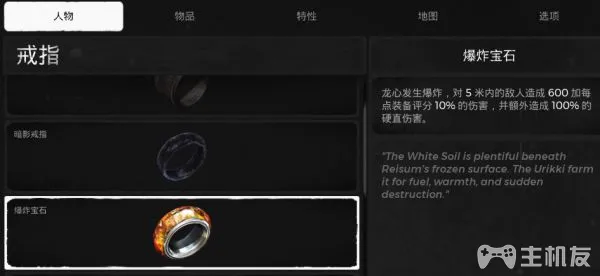 人物 物品 特性 地图 选项
戒指
爆炸宝石
龙心发生爆炸，对 5 米内的敌人造成 600 加每
点装备评分 10% 的伤害，并额外造成 100% 的
硬直伤害。
暗影戒指
"The White Soil is plentiful beneath
Reisum's frozen surface. The Urikki farm
it for fuel, warmth, and sudden
destruction."
爆炸宝石
主机友